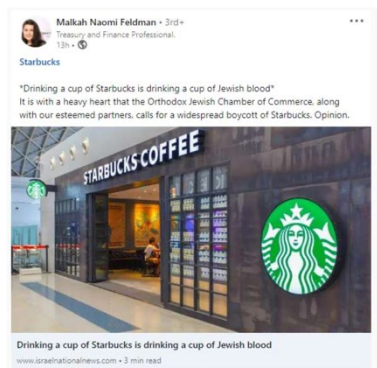 Malkah Naomi Feldman • 3rd+
Treasury and Finance Professional.
13h •
Starbucks
*Drinking a cup of Starbucks is drinking a cup of Jewish blood*
It is with a heavy heart that the Orthodox Jewish Chamber of Commerce, along
with our esteemed partners, calls for a widespread boycott of Starbucks. Opinion.
STARBUCKS COFFEE
Drinking a cup of Starbucks is drinking a cup of Jewish blood
www.israelnationalnews.com • 3 min read